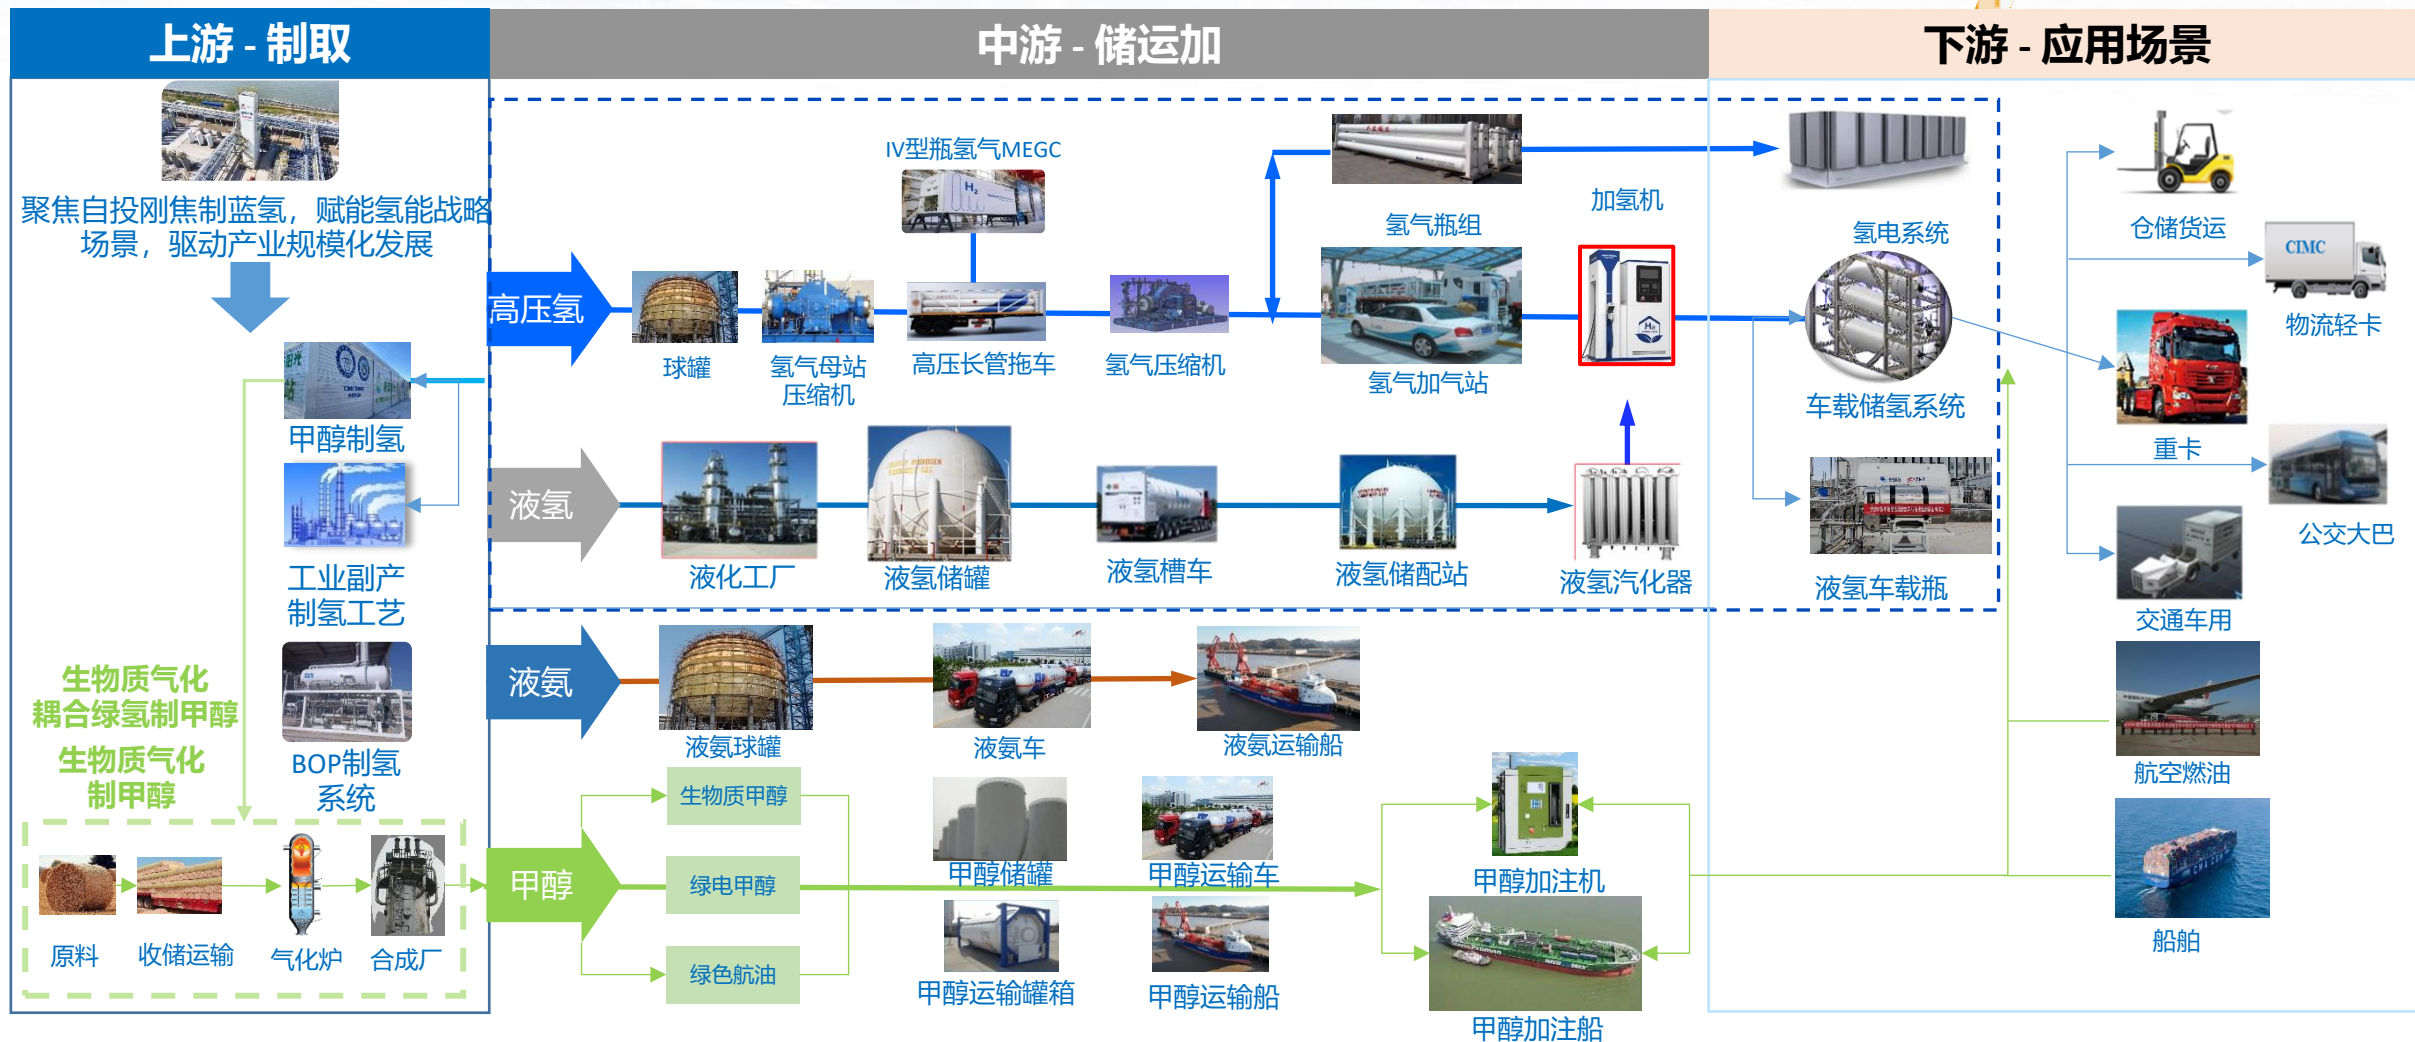 上游 - 制取
中游 - 储运加
下游 - 应用场景
聚焦自投刚焦制蓝氢，赋能氢能战略
场景，驱动产业规模化发展
甲醇制氢
工业副产
制氢工艺
BOP制氢
系统
生物质气化
耦合绿氢制甲醇
生物质气化
制甲醇
原料
收储运输
气化炉
合成厂
高压氢
球罐
氢气母站
压缩机
IV型瓶氢气MEGC
H₂
高压长管拖车
氢气压缩机
氢气瓶组
氢气加气站
加氢机
H₂
氢电系统
车载储氢系统
液氢
液化工厂
液氢储罐
液氢槽车
液氢储配站
液氢汽化器
液氢车载瓶
液氨
液氨球罐
液氨车
液氨运输船
甲醇
生物质甲醇
绿电甲醇
绿色航油
甲醇储罐
甲醇运输车
甲醇运输罐箱
甲醇运输船
甲醇加注机
甲醇加注船
仓储货运
CIMC
物流轻卡
重卡
公交大巴
交通车用
航空燃油
船舶